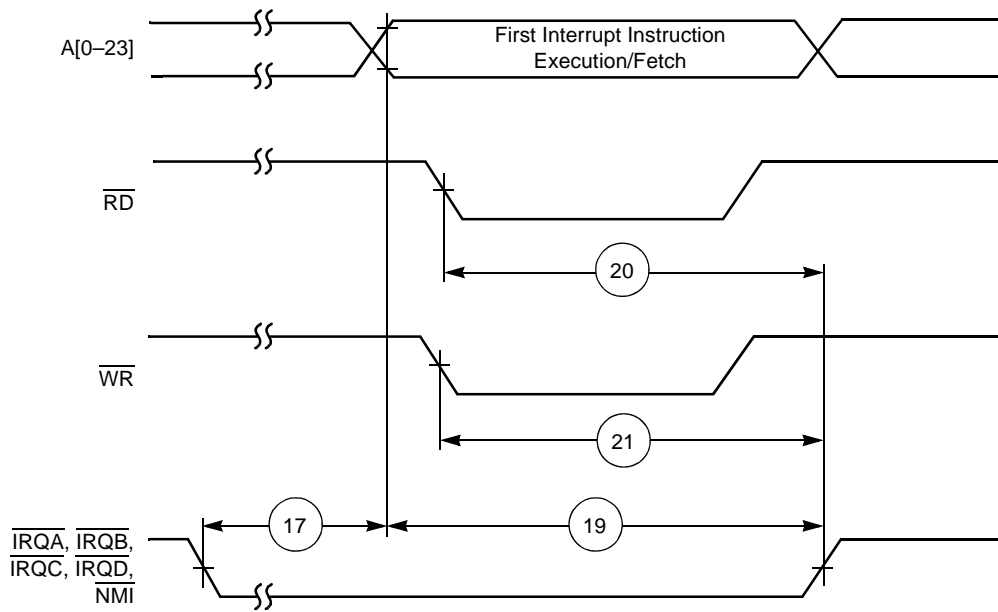 A[0–23]
First Interrupt Instruction
Execution/Fetch
RD
20
WR
21
17
19
IRQA, IRQB,
IRQC, IRQD,
NMI